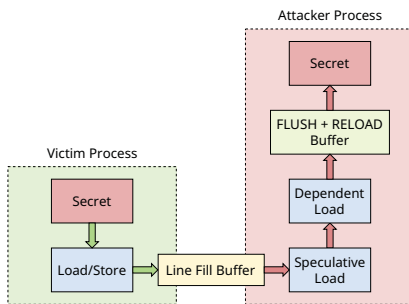 Attacker Process
Secret
FLUSH + RELOAD
Buffer
Victim Process
Secret
Dependent
Load
Load/Store
Line Fill Buffer
Speculative
Load